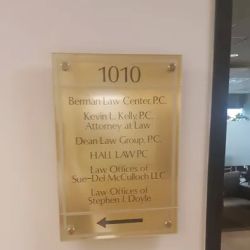 1010
Berman Law Center, P.C.
Kevin L. Kelly, P.C.
Attorney at Law
Dean Law Group, P.C.
HALL LAW PC
Law Offices of
Sue-Del McCulloch LLC
Law Offices of
Stephen J. Doyle